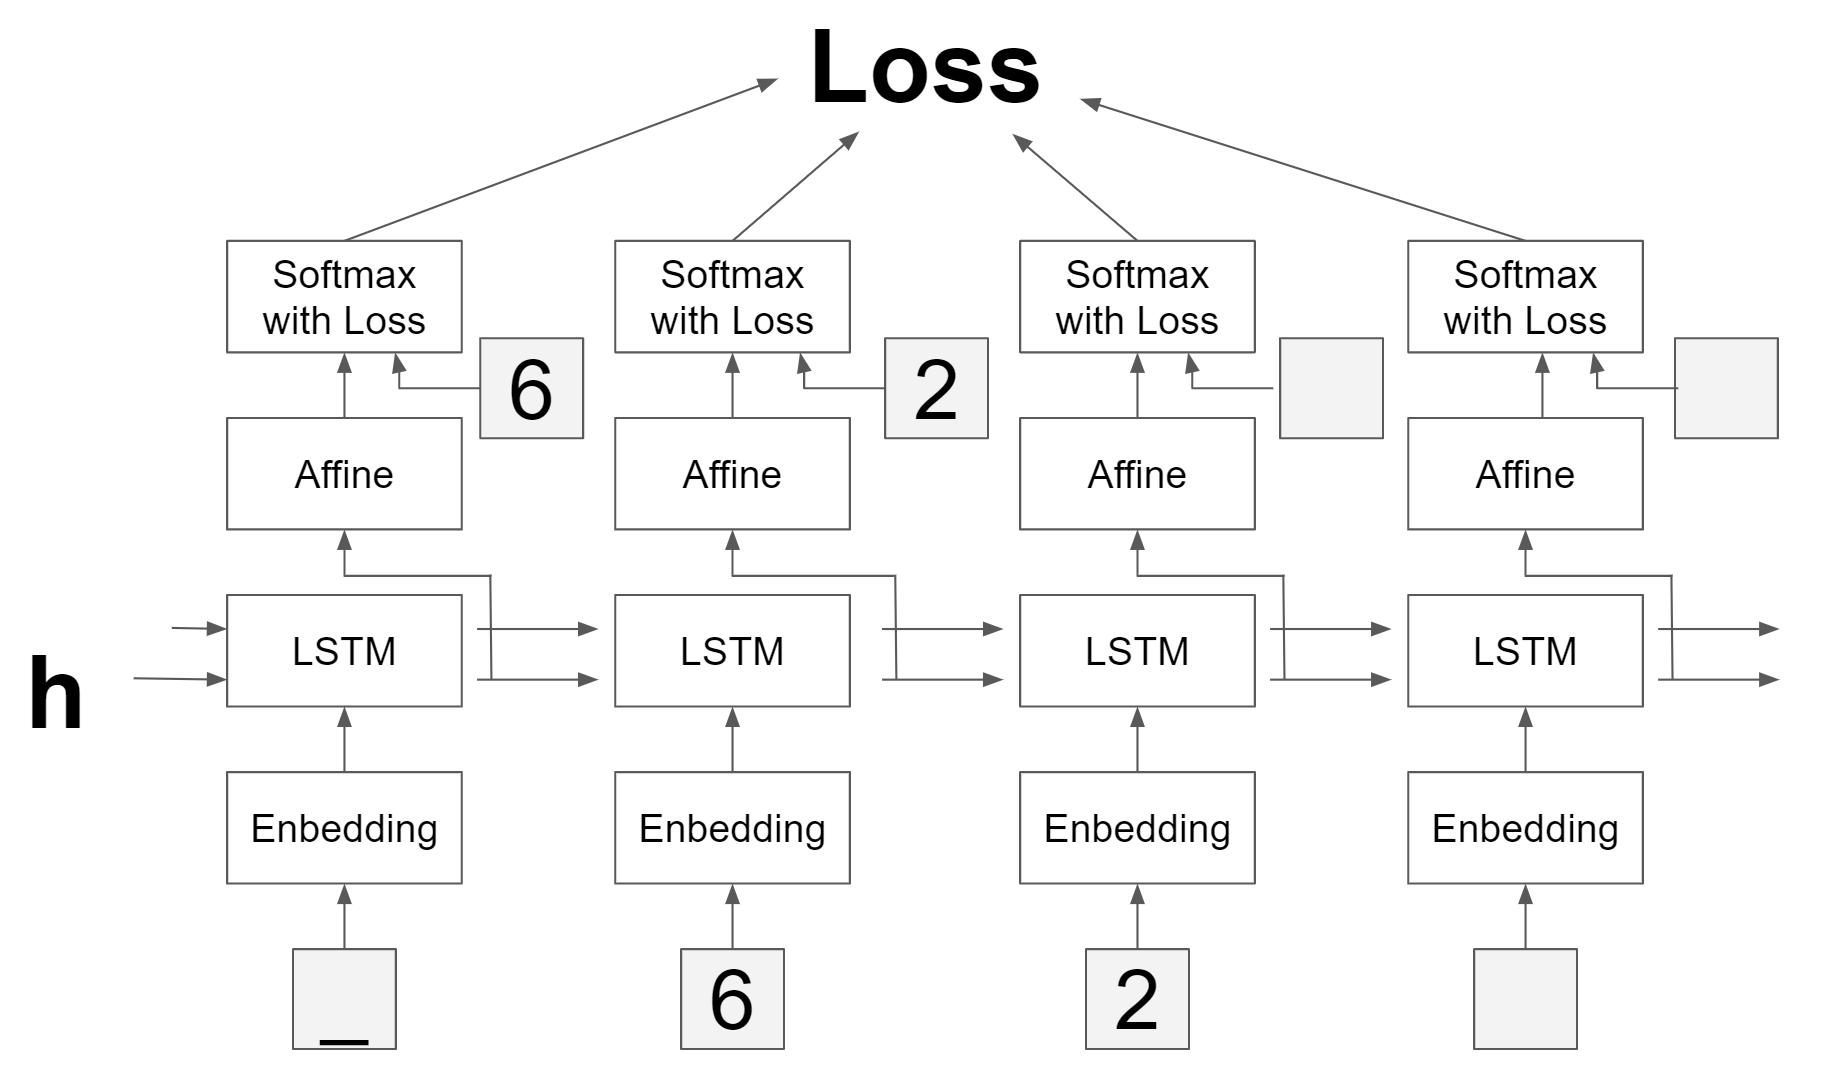 Loss
Softmax
with Loss
Softmax
with Loss
Softmax
with Loss
Softmax
with Loss
6
2
Affine
Affine
Affine
Affine
LSTM
LSTM
LSTM
LSTM
h
Enbedding
Enbedding
Enbedding
Enbedding
_
6
2